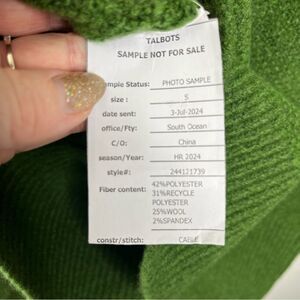 TALBOTS
SAMPLE NOT FOR SALE
mple Status: PHOTO SAMPLE
size : S
date sent: 3-Jul-2024
office/Fty: South Ocean
C/O: China
season/Year: HR 2024
style#: 244121739
Fiber content: 42%POLYESTER
31%RECYCLE
POLYESTER
25%WOOL
2%SPANDEX
constr/stitch: CABLE